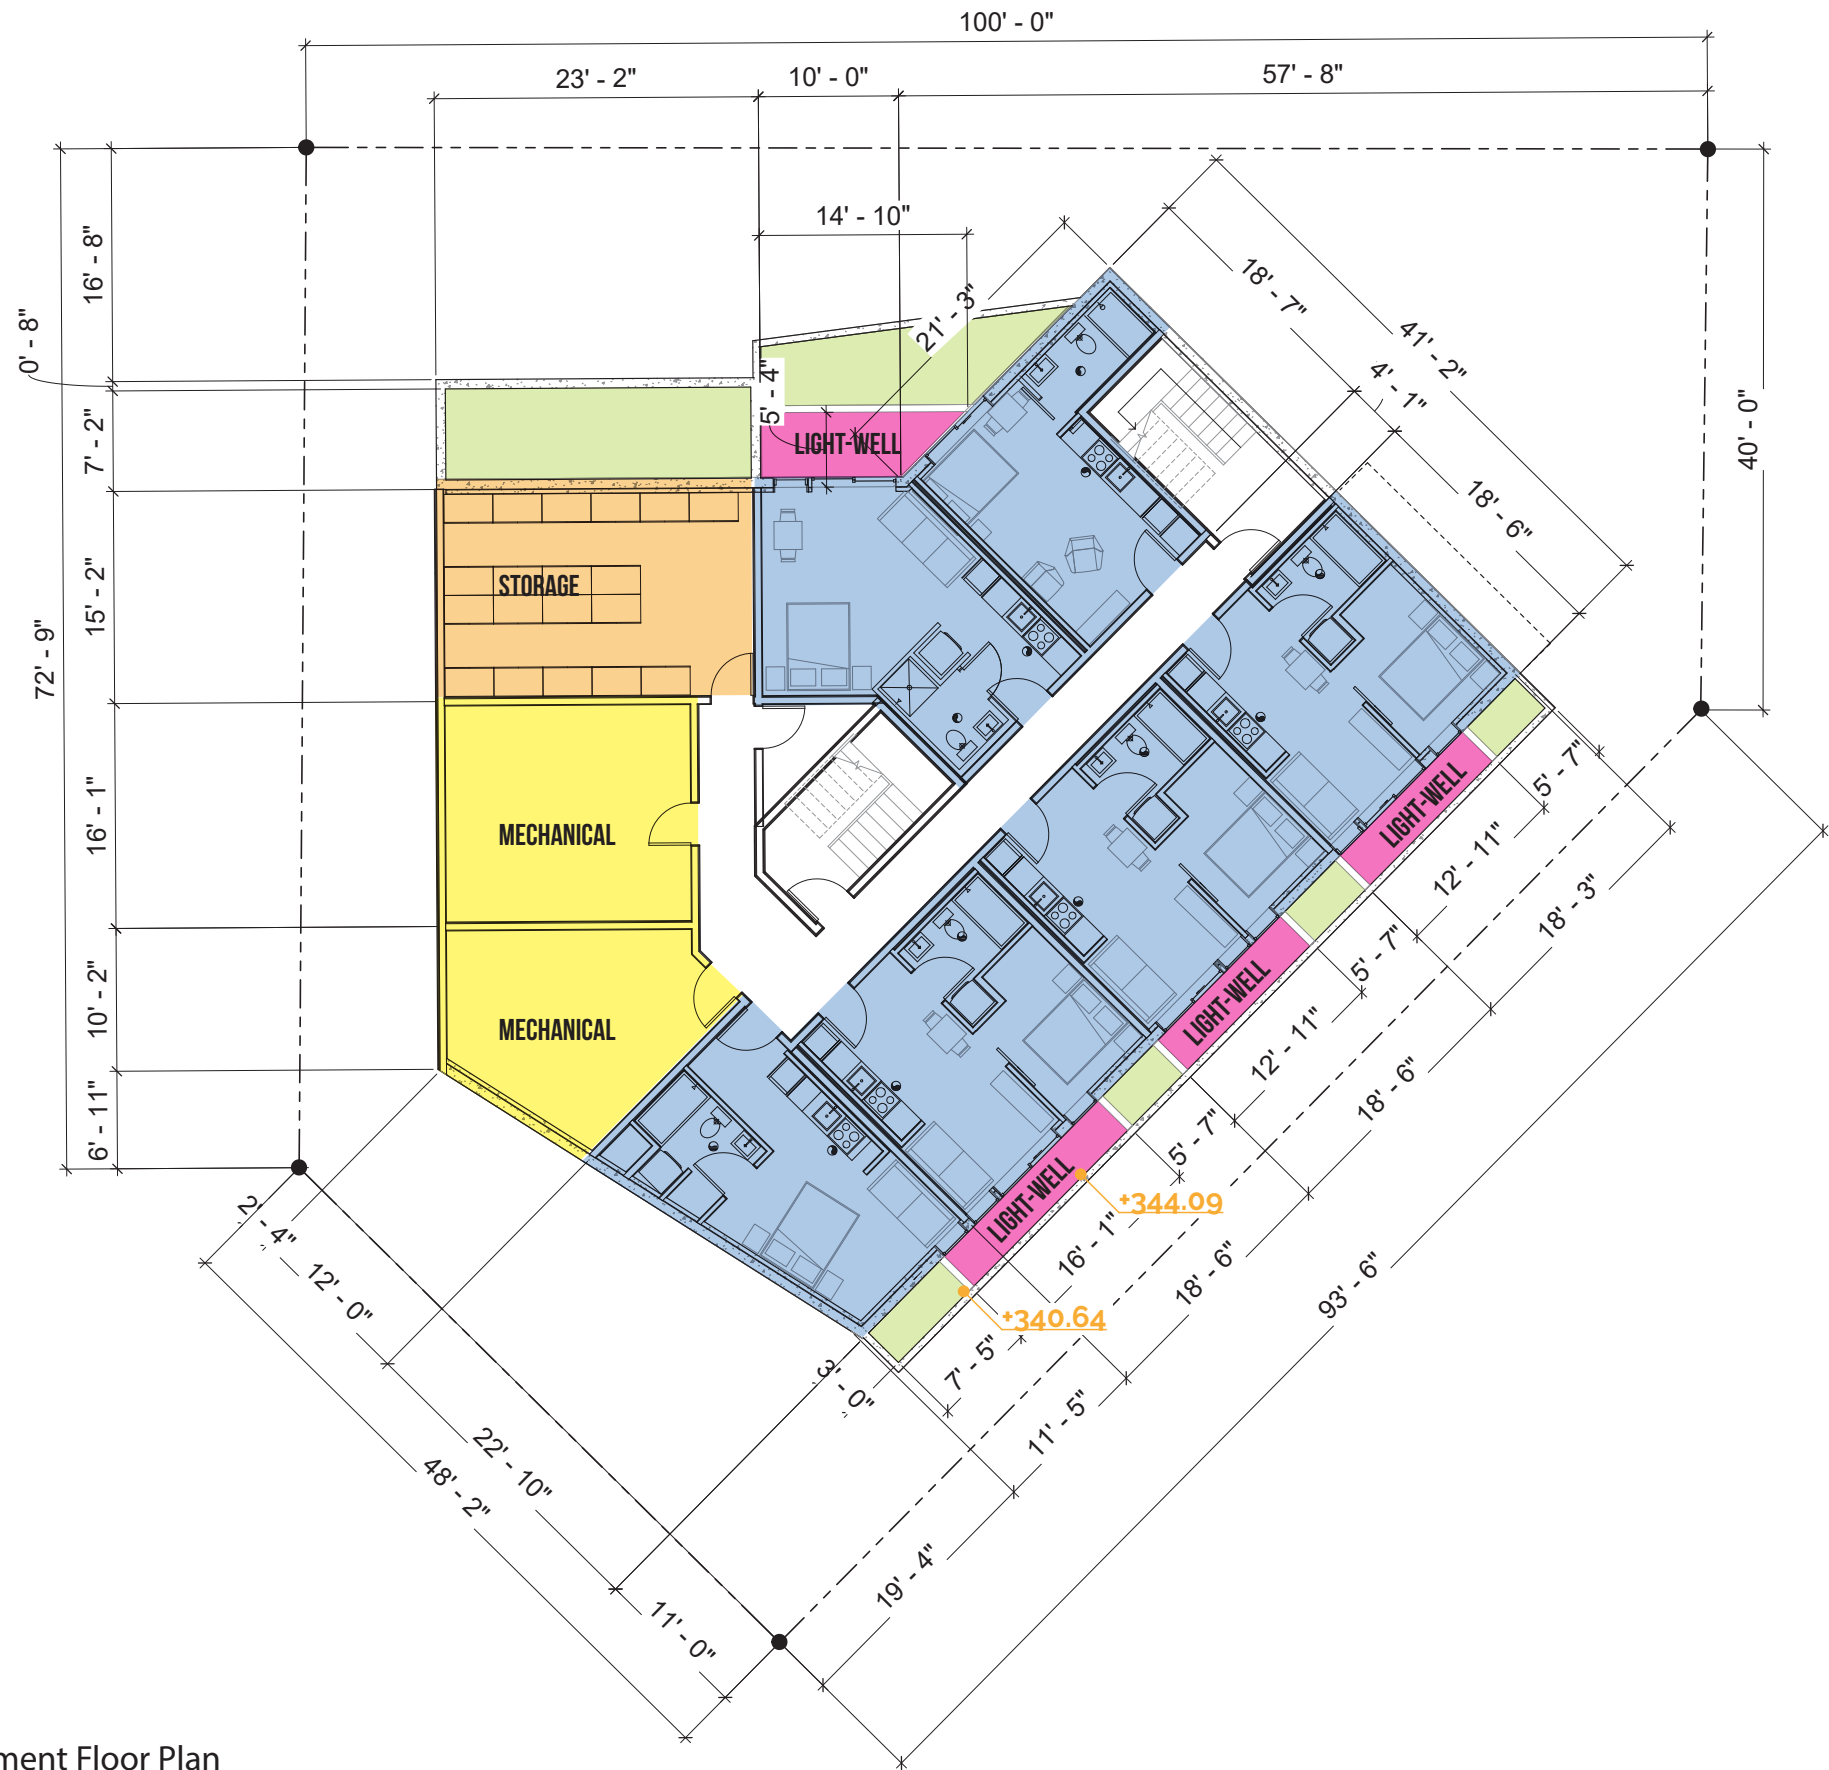 100' - 0"
23' - 2"
10' - 0"
57' - 8"
14' - 10"
21' - 3"
18' - 7"
41' - 2"
4' - 1"
18' - 6"
40' - 0"
16' - 8"
0' - 8"
7' - 2"
15' - 2"
72' - 9"
16' - 1"
10' - 2"
6' - 11"
5' - 4"
LIGHT-WELL
STORAGE
MECHANICAL
MECHANICAL
LIGHT-WELL
LIGHT-WELL
LIGHT-WELL
5' - 7"
12' - 11"
18' - 3"
5' - 7"
12' - 11"
18' - 6"
5' - 7"
+344.09
16' - 1"
18' - 6"
93' - 6"
+340.64
7' - 5"
3' - 0"
11' - 5"
19' - 4"
2' - 4"
12' - 0"
22' - 10"
48' - 2"
11' - 0"
ment Floor Plan